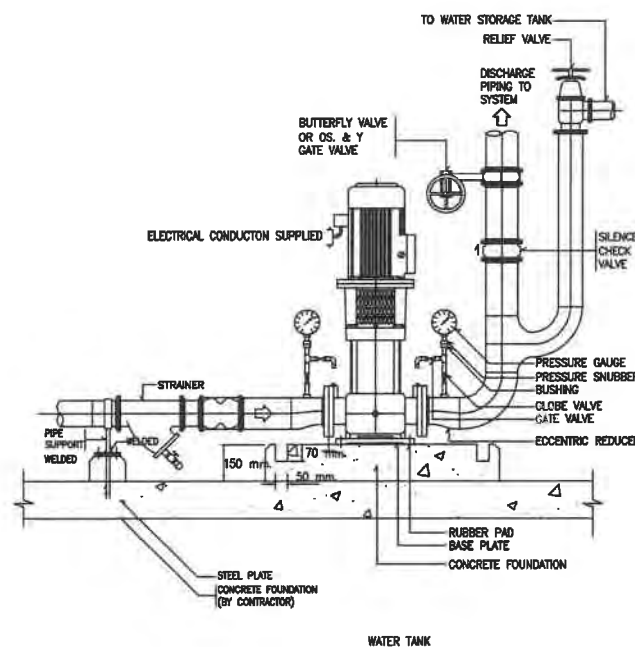 TO WATER STORAGE TANK
RELIEF VALVE
DISCHARGE
PIPING TO
SYSTEM
BUTTERFLY VALVE
OR OS. & Y
GATE VALVE
ELECTRICAL CONDUCTON SUPPLIED
SILENCE
CHECK
VALVE
1
PRESSURE GAUGE
PRESSURE SNUBBER
BUSHING
GLOBE VALVE
GATE VALVE
ECCENTRIC REDUCER
STRAINER
PIPE
SUPPORT
WELDED
WELDED
150 mm.
70 mm.
50 mm.
RUBBER PAD
BASE PLATE
CONCRETE FOUNDATION
STEEL PLATE
CONCRETE FOUNDATION
(BY CONTRACTOR)
WATER TANK